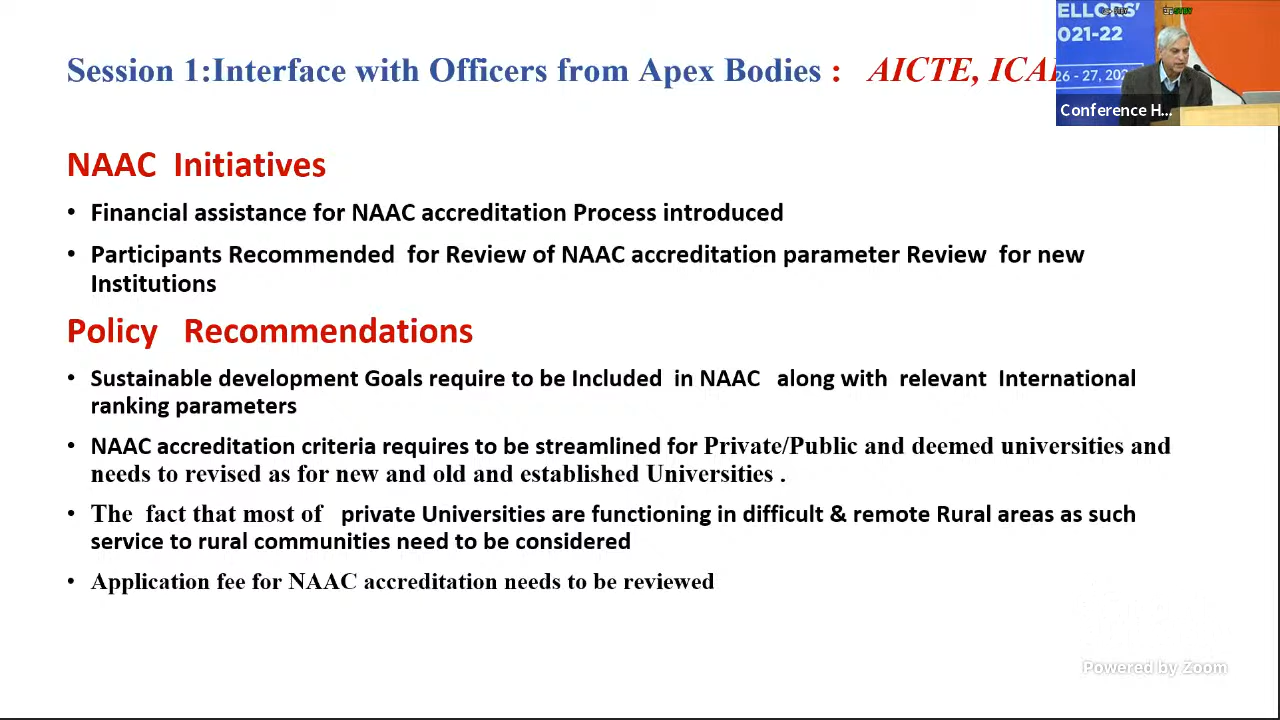 Session 1:Interface with Officers from Apex Bodies : AICTE,
ELLORS'
021-22
26 - 27, 202
Conference H...
NAAC Initiatives
• Financial assistance for NAAC accreditation Process introduced
• Participants Recommended for Review of NAAC accreditation parameter Review for new
Institutions
Policy Recommendations
• Sustainable development Goals require to be Included in NAAC along with relevant International
ranking parameters
• NAAC accreditation criteria requires to be streamlined for Private/Public and deemed universities and
needs to revised as for new and old and established Universities .
• The fact that most of private Universities are functioning in difficult & remote Rural areas as such
service to rural communities need to be considered
• Application fee for NAAC accreditation needs to be reviewed
Powered by Zoom